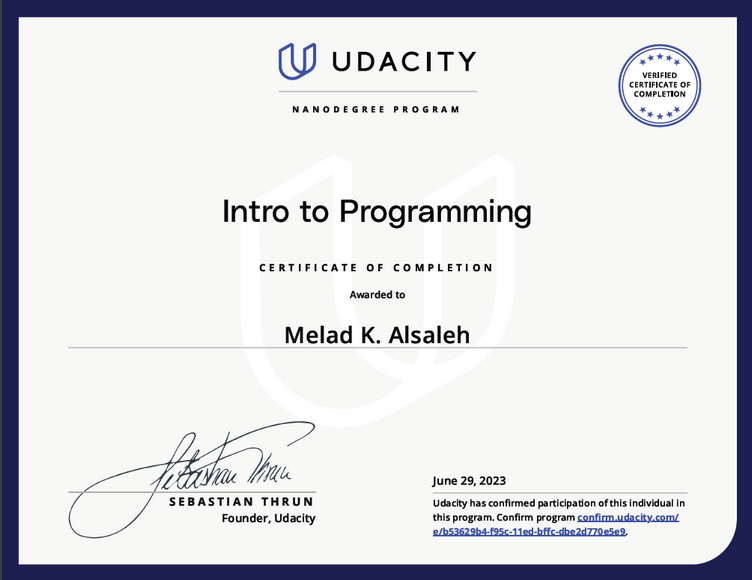 UDACITY
NANODEGREE PROGRAM
VERIFIED
CERTIFICATE OF
COMPLETION
Intro to Programming
CERTIFICATE OF COMPLETION
Awarded to
Melad K. Alsaleh
Sebastian Thrun
SEBASTIAN THRUN
Founder, Udacity
June 29, 2023
Udacity has confirmed participation of this individual in
this program. Confirm program confirm.udacity.com/
e/b53629b4-f95c-11ed-bffc-dbe2d770e5e9.